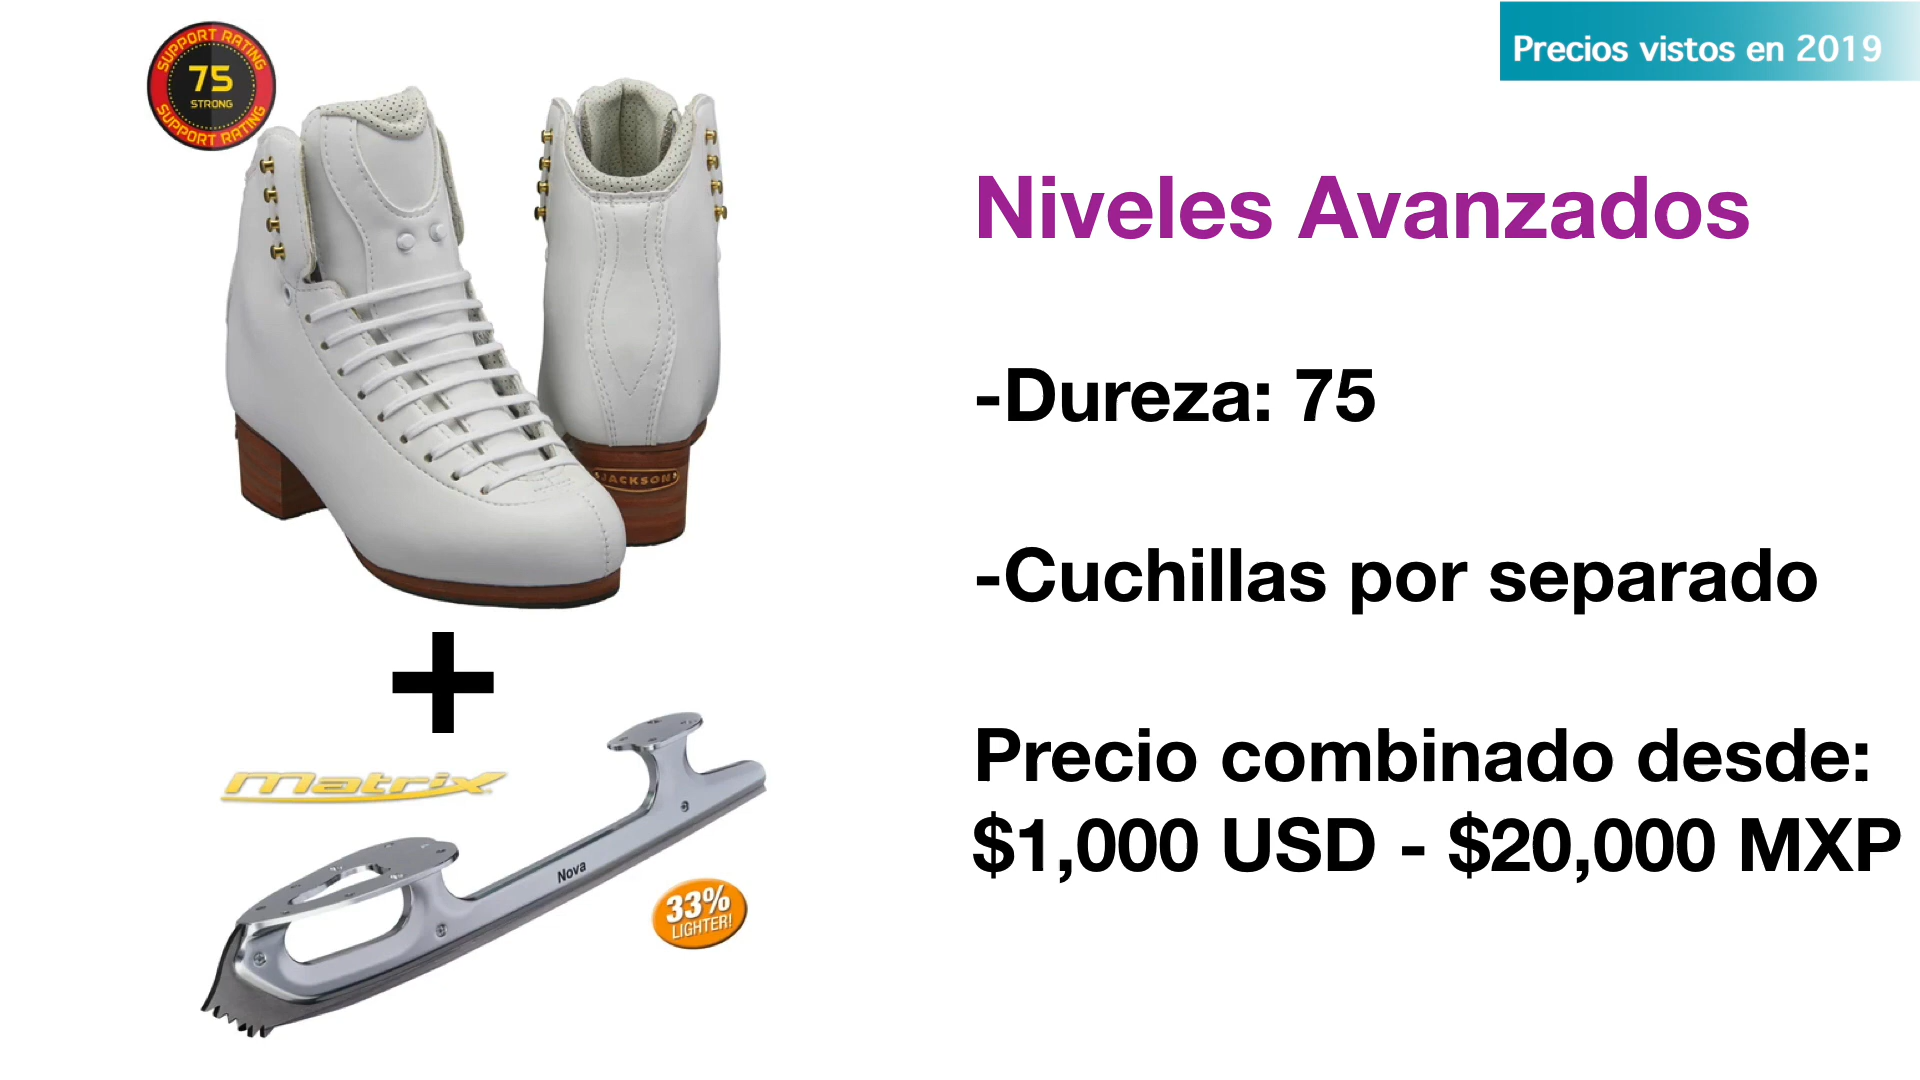 Precios vistos en 2019
SUPPORT RATING
75
STRONG
SUPPORT RATING
JACKSON
Niveles Avanzados
-Dureza: 75
-Cuchillas por separado
Precio combinado desde:
$1,000 USD - $20,000 MXP
matrix
Nova
33%
LIGHTER!